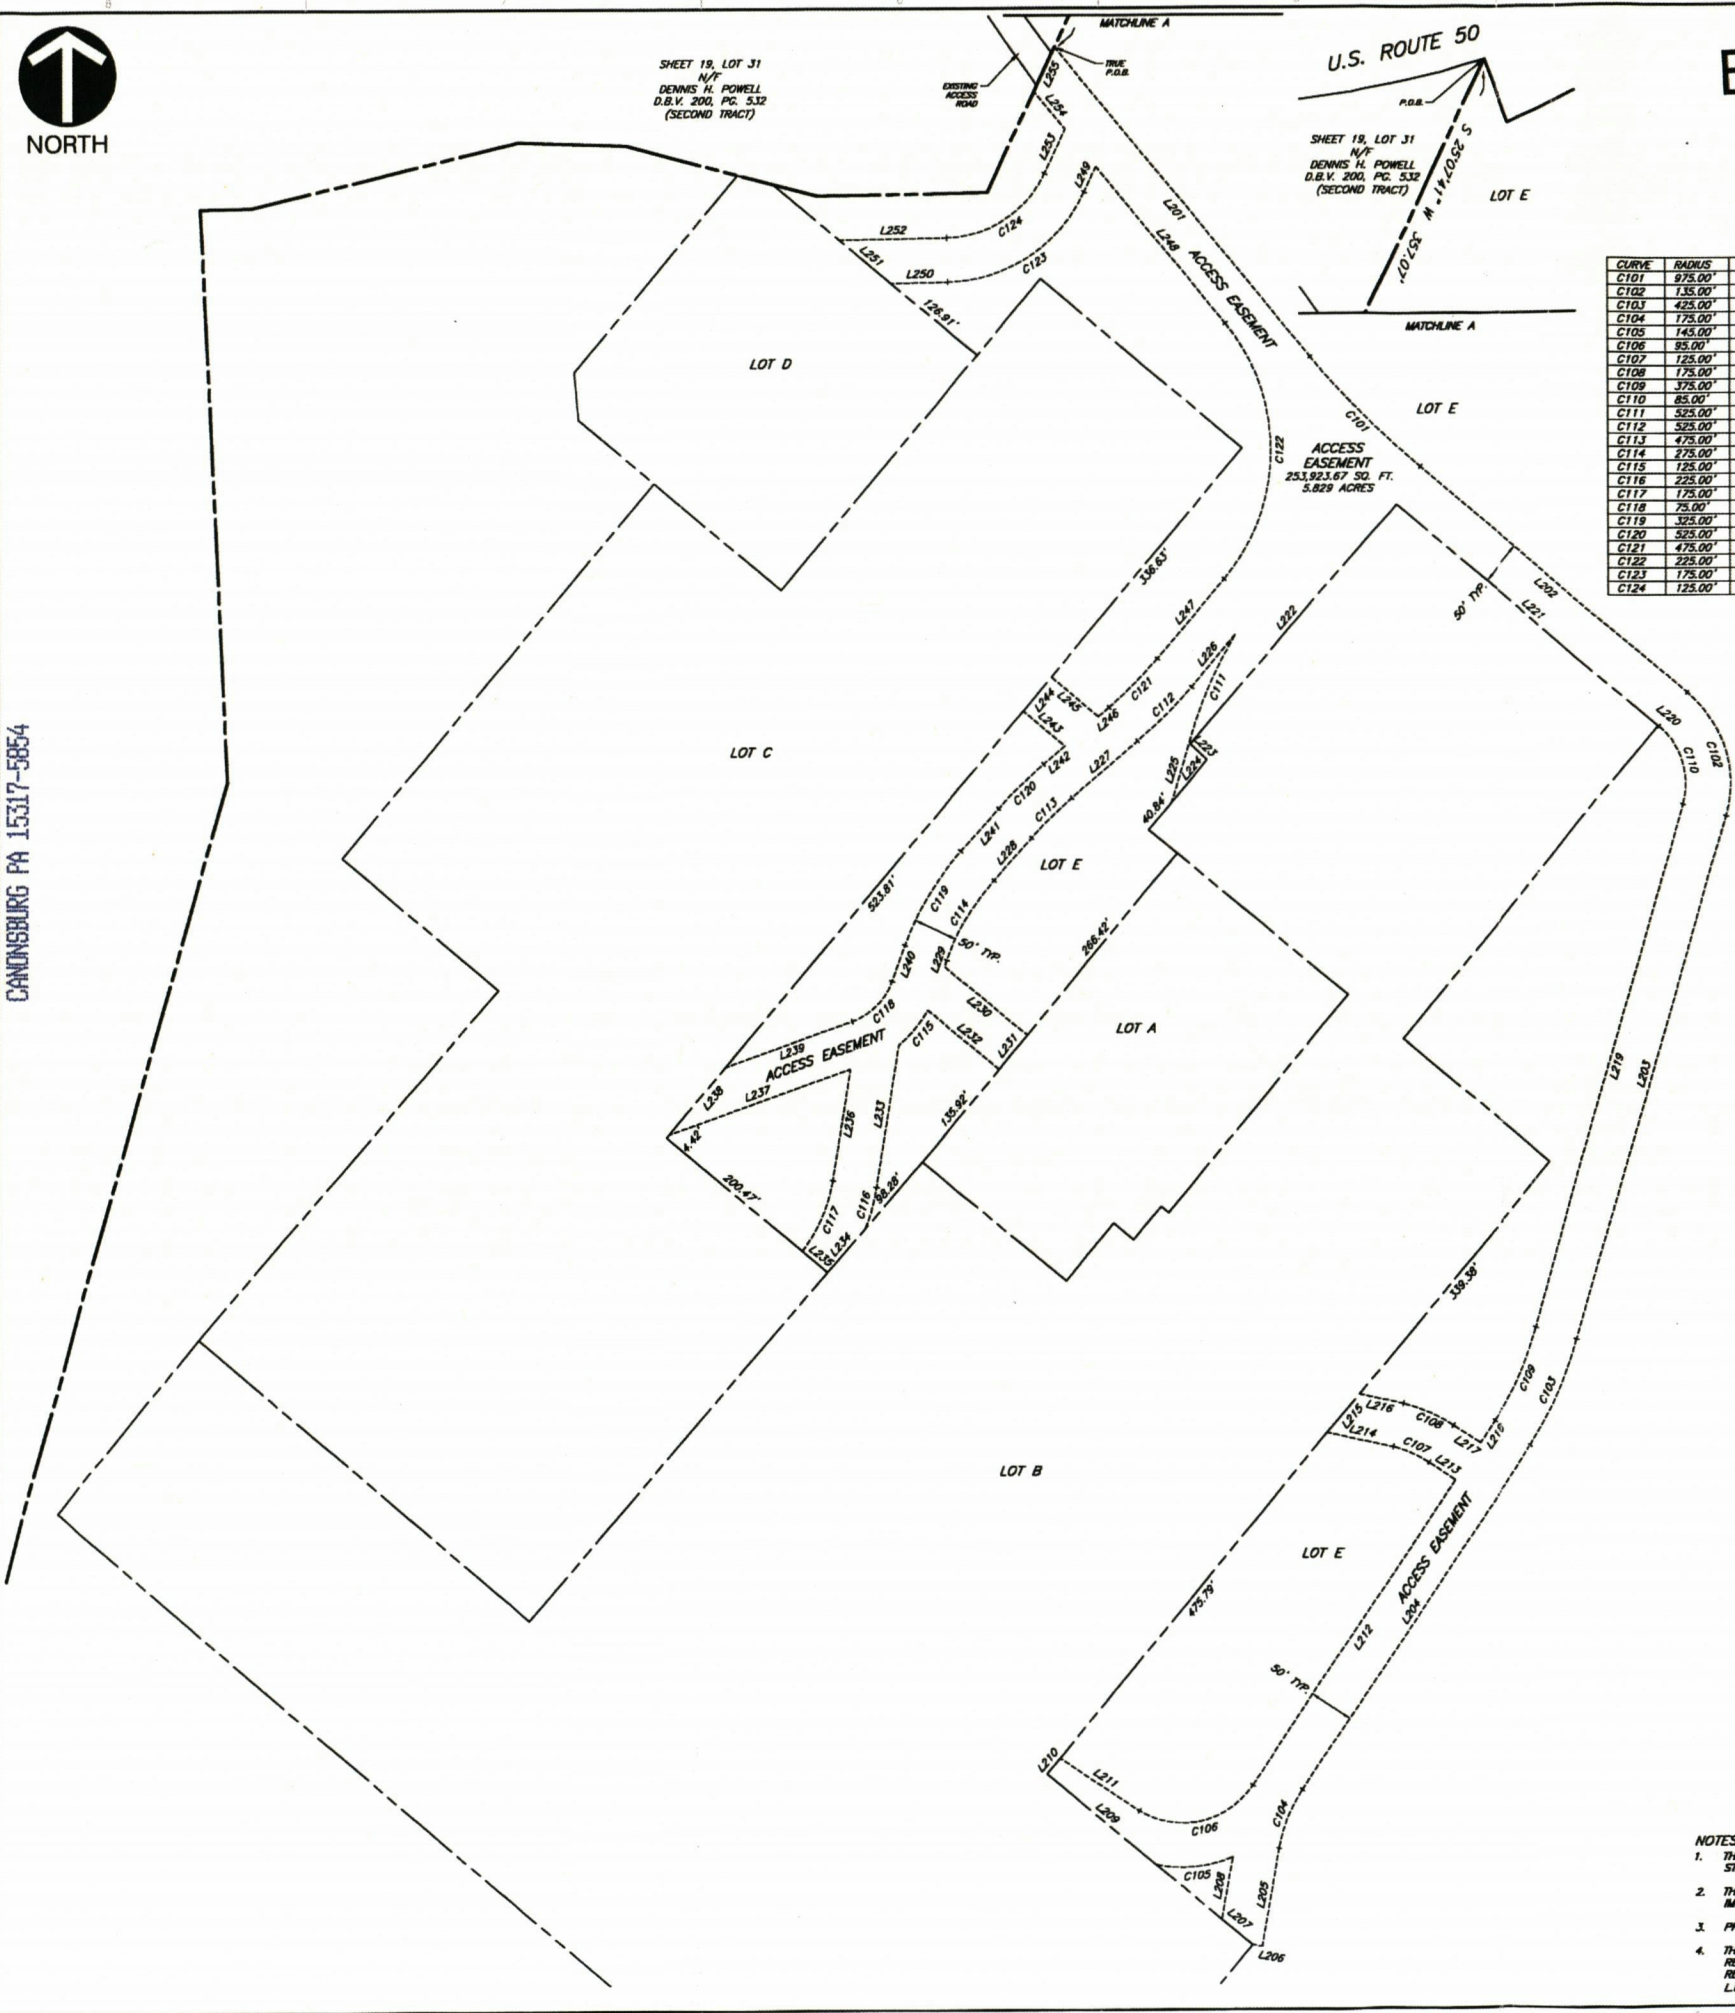 MATCHLINE A
NORTH
SHEET 19, LOT 31
N/F
DENNIS H. POWELL
D.B.V. 200, PG. 532
(SECOND TRACT)
EXISTING
ACCESS
ROAD
L255
TRUE
P.O.B.
U.S. ROUTE 50
P.O.B.
SHEET 19, LOT 31
N/F
DENNIS H. POWELL
D.B.V. 200, PG. 532
(SECOND TRACT)
S 25°07'41" W 357.07'
LOT E
MATCHLINE A
L254
L253
L249
L252
C124
L251
L250
C123
126.91'
L201
L248
ACCESS EASEMENT
LOT D
LOT E
C101
C122
ACCESS
EASEMENT
253,923.67 SQ. FT.
5.829 ACRES
CURVE RADIUS
C101 975.00'
C102 135.00'
C103 425.00'
C104 175.00'
C105 145.00'
C106 95.00'
C107 125.00'
C108 175.00'
C109 375.00'
C110 85.00'
C111 525.00'
C112 525.00'
C113 475.00'
C114 275.00'
C115 125.00'
C116 225.00'
C117 175.00'
C118 75.00'
C119 325.00'
C120 525.00'
C121 475.00'
C122 225.00'
C123 175.00'
C124 125.00'
336.63'
50' TYP.
L202
L221
L222
L247
L226
C121
C111
C112
L244
L245
L246
L243
L220
C102
C110
LOT C
L242
L227
L223
L224
L225
C120
C113
40.84'
L241
L228
LOT E
523.81'
C119
C114
266.42'
50' TYP.
L229
L240
CANONSBURG PA 15317-5854
L230
C118
C115
L232
L231
LOT A
L239
ACCESS EASEMENT
L237
L238
L236
L233
135.92'
4.42'
200.47'
C116
98.28'
C117
L235
L234
L219
L203
339.38'
C109
C103
L215
L216
C108
L217
L214
C107
L213
LOT B
ACCESS EASEMENT
LOT E
475.79'
L204
L212
50' TYP.
L210
L211
L209
C106
C104
C105
L208
L205
L207
L206
NOTES
1.
2.
3.
4.